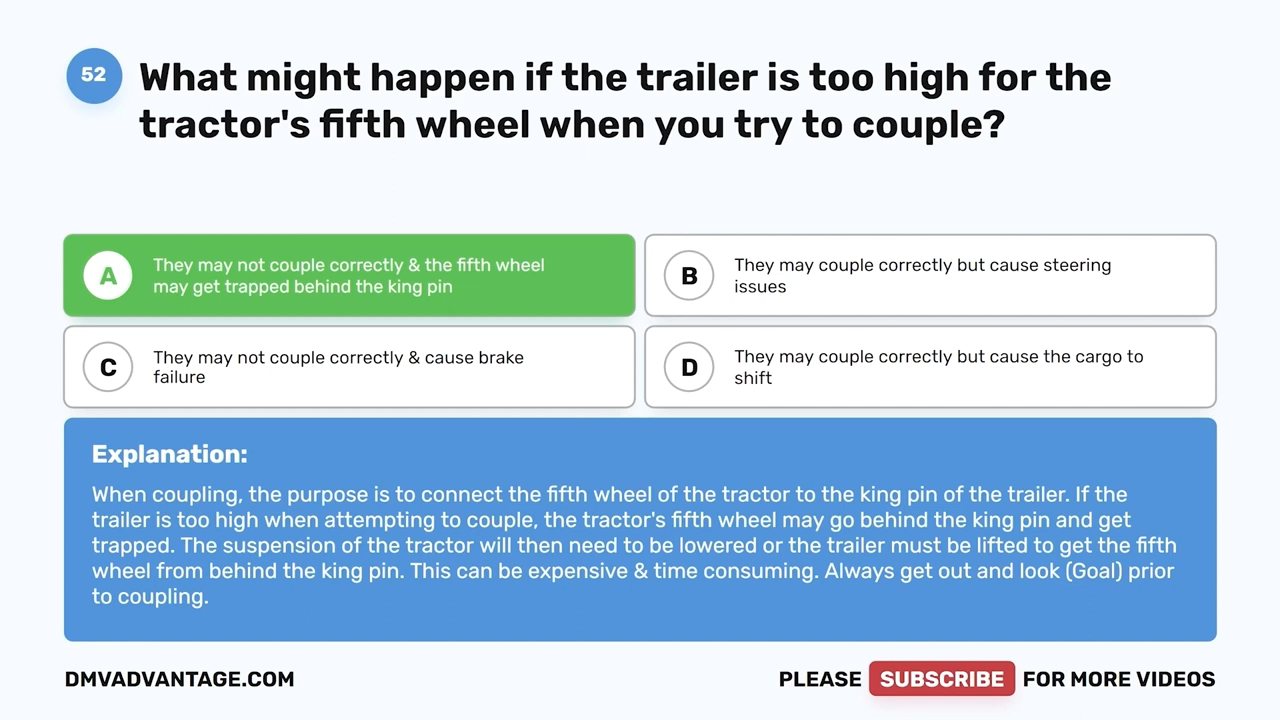 52
What might happen if the trailer is too high for the
tractor's fifth wheel when you try to couple?
A
They may not couple correctly & the fifth wheel
may get trapped behind the king pin
B
They may couple correctly but cause steering
issues
C
They may not couple correctly & cause brake
failure
D
They may couple correctly but cause the cargo to
shift
Explanation:
When coupling, the purpose is to connect the fifth wheel of the tractor to the king pin of the trailer. If the
trailer is too high when attempting to couple, the tractor's fifth wheel may go behind the king pin and get
trapped. The suspension of the tractor will then need to be lowered or the trailer must be lifted to get the fifth
wheel from behind the king pin. This can be expensive & time consuming. Always get out and look (Goal) prior
to coupling.
DMVADVANTAGE.COM
PLEASE SUBSCRIBE FOR MORE VIDEOS